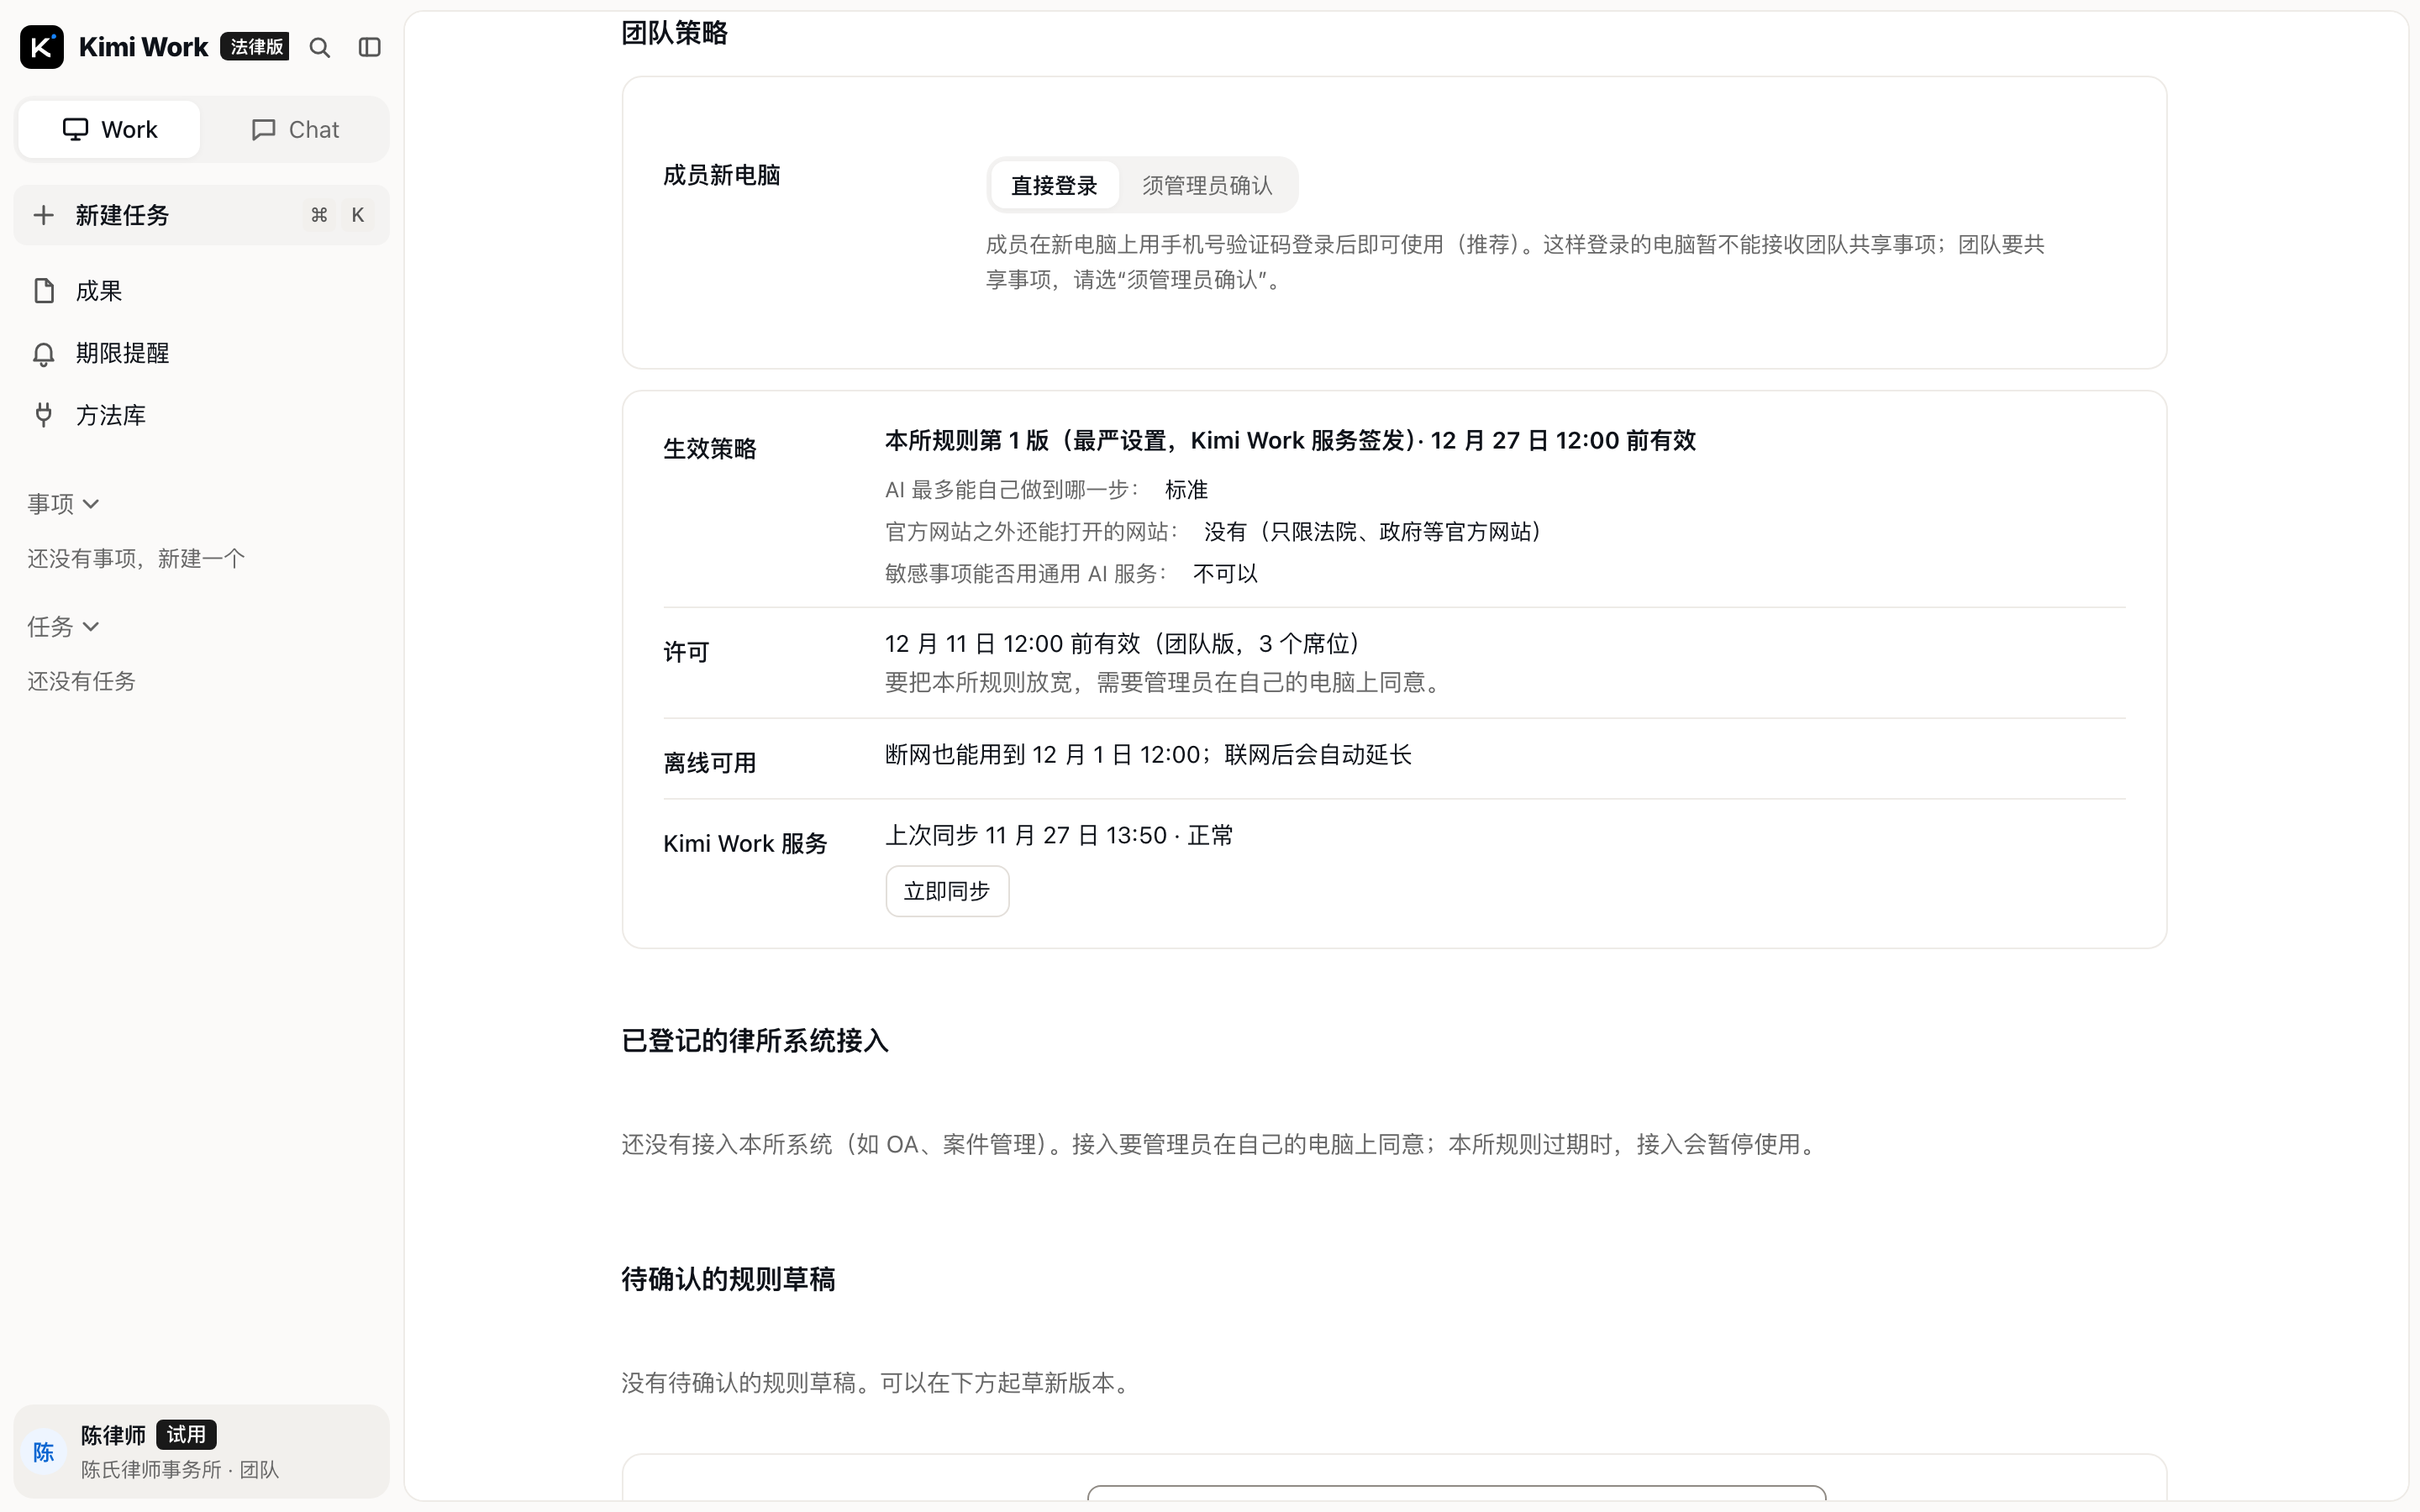 Kimi Work 法律版
Work
Chat
新建任务 ⌘ K
成果
期限提醒
方法库
事项
还没有事项，新建一个
任务
还没有任务
陈
陈律师 试用
陈氏律师事务所 · 团队
团队策略
成员新电脑
直接登录 须管理员确认
成员在新电脑上用手机号验证码登录后即可使用（推荐）。这样登录的电脑暂不能接收团队共享事项；团队要共
享事项，请选“须管理员确认”。
生效策略
本所规则第 1 版（最严设置，Kimi Work 服务签发）· 12 月 27 日 12:00 前有效
AI 最多能自己做到哪一步： 标准
官方网站之外还能打开的网站： 没有（只限法院、政府等官方网站）
敏感事项能否用通用 AI 服务： 不可以
许可
12 月 11 日 12:00 前有效（团队版，3 个席位）
要把本所规则放宽，需要管理员在自己的电脑上同意。
离线可用
断网也能用到 12 月 1 日 12:00；联网后会自动延长
Kimi Work 服务
上次同步 11 月 27 日 13:50 · 正常
立即同步
已登记的律所系统接入
还没有接入本所系统（如 OA、案件管理）。接入要管理员在自己的电脑上同意；本所规则过期时，接入会暂停使用。
待确认的规则草稿
没有待确认的规则草稿。可以在下方起草新版本。